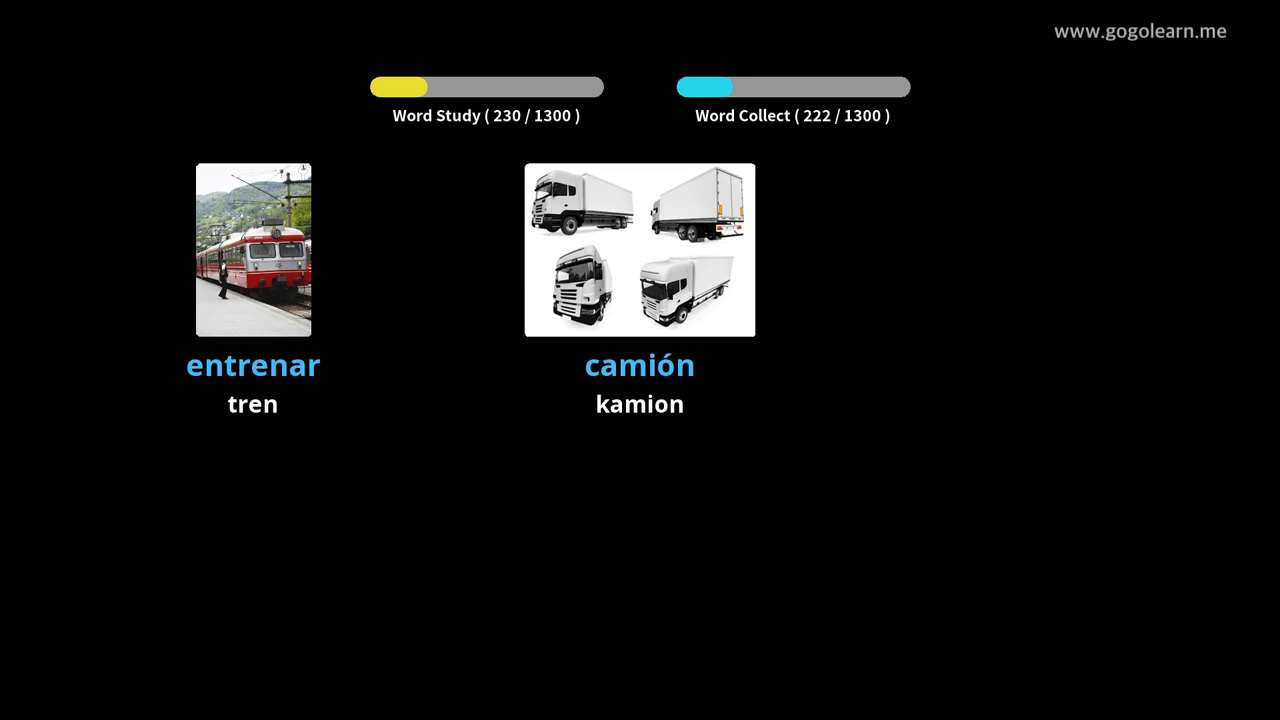 www.gogolearn.me
Word Study ( 230 / 1300 )
Word Collect ( 222 / 1300 )
entrenar
tren
camión
kamion